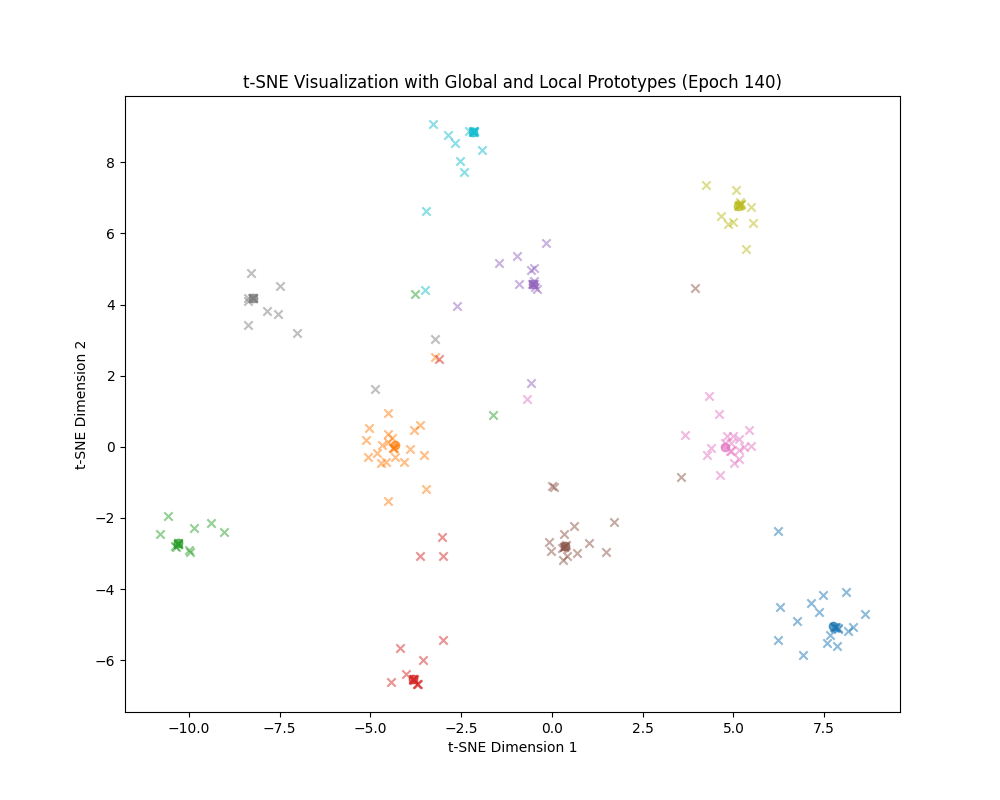 t-SNE Visualization with Global and Local Prototypes (Epoch 140)
8
6
4
2
0
−2
−4
−6
t-SNE Dimension 2
−10.0 −7.5 −5.0 −2.5 0.0 2.5 5.0 7.5
t-SNE Dimension 1